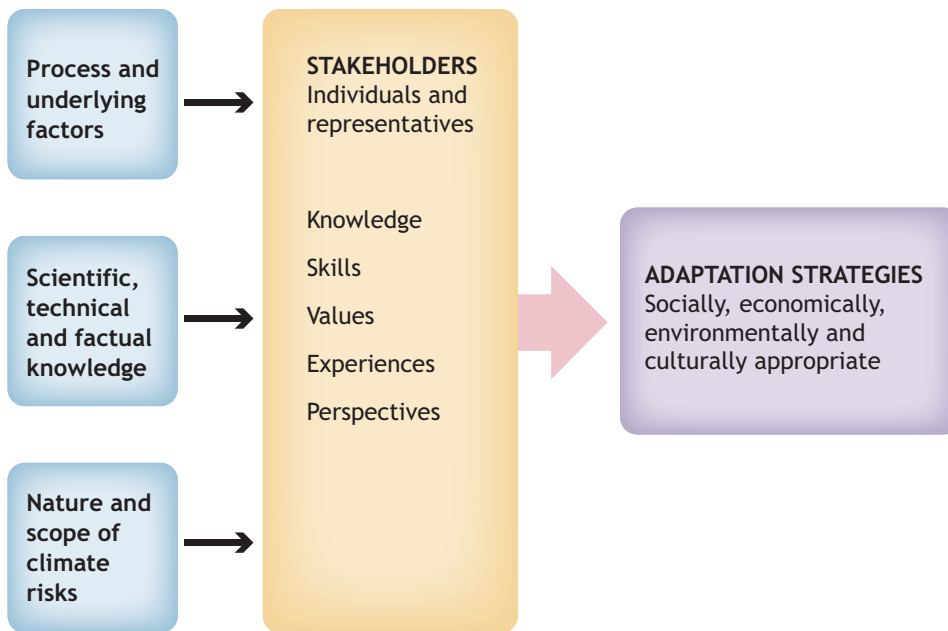 Process and
underlying
factors
Scientific,
technical
and factual
knowledge
Nature and
scope of
climate
risks
STAKEHOLDERS
Individuals and
representatives
Knowledge
Skills
Values
Experiences
Perspectives
ADAPTATION STRATEGIES
Socially, economically,
environmentally and
culturally appropriate